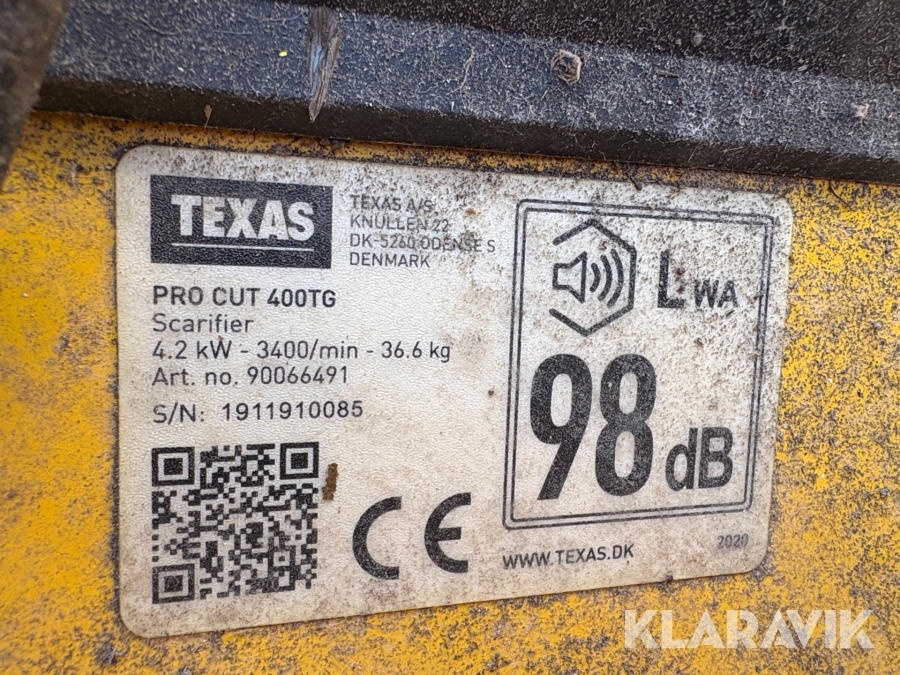 TEXAS
TEXAS A/S
KNULLEN 22
DK-5260 ODENSE S
DENMARK
PRO CUT 400TG
Scarifier
4.2 kW - 3400/min - 36.6 kg
Art. no. 90066491
S/N: 1911910085
LWA
98 dB
CE
WWW.TEXAS.DK
2020
KLARAVIK